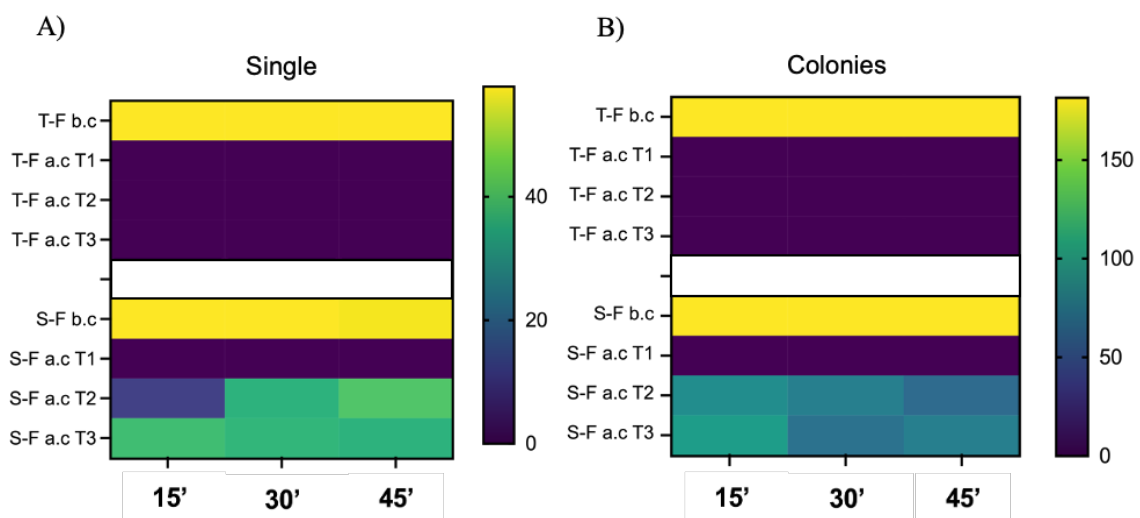 A)
Single
T-F b.c
T-F a.c T1
T-F a.c T2
T-F a.c T3
S-F b.c
S-F a.c T1
S-F a.c T2
S-F a.c T3
15’ 30’ 45’
40
20
0
B)
Colonies
T-F b.c
T-F a.c T1
T-F a.c T2
T-F a.c T3
S-F b.c
S-F a.c T1
S-F a.c T2
S-F a.c T3
15’ 30’ 45’
150
100
50
0